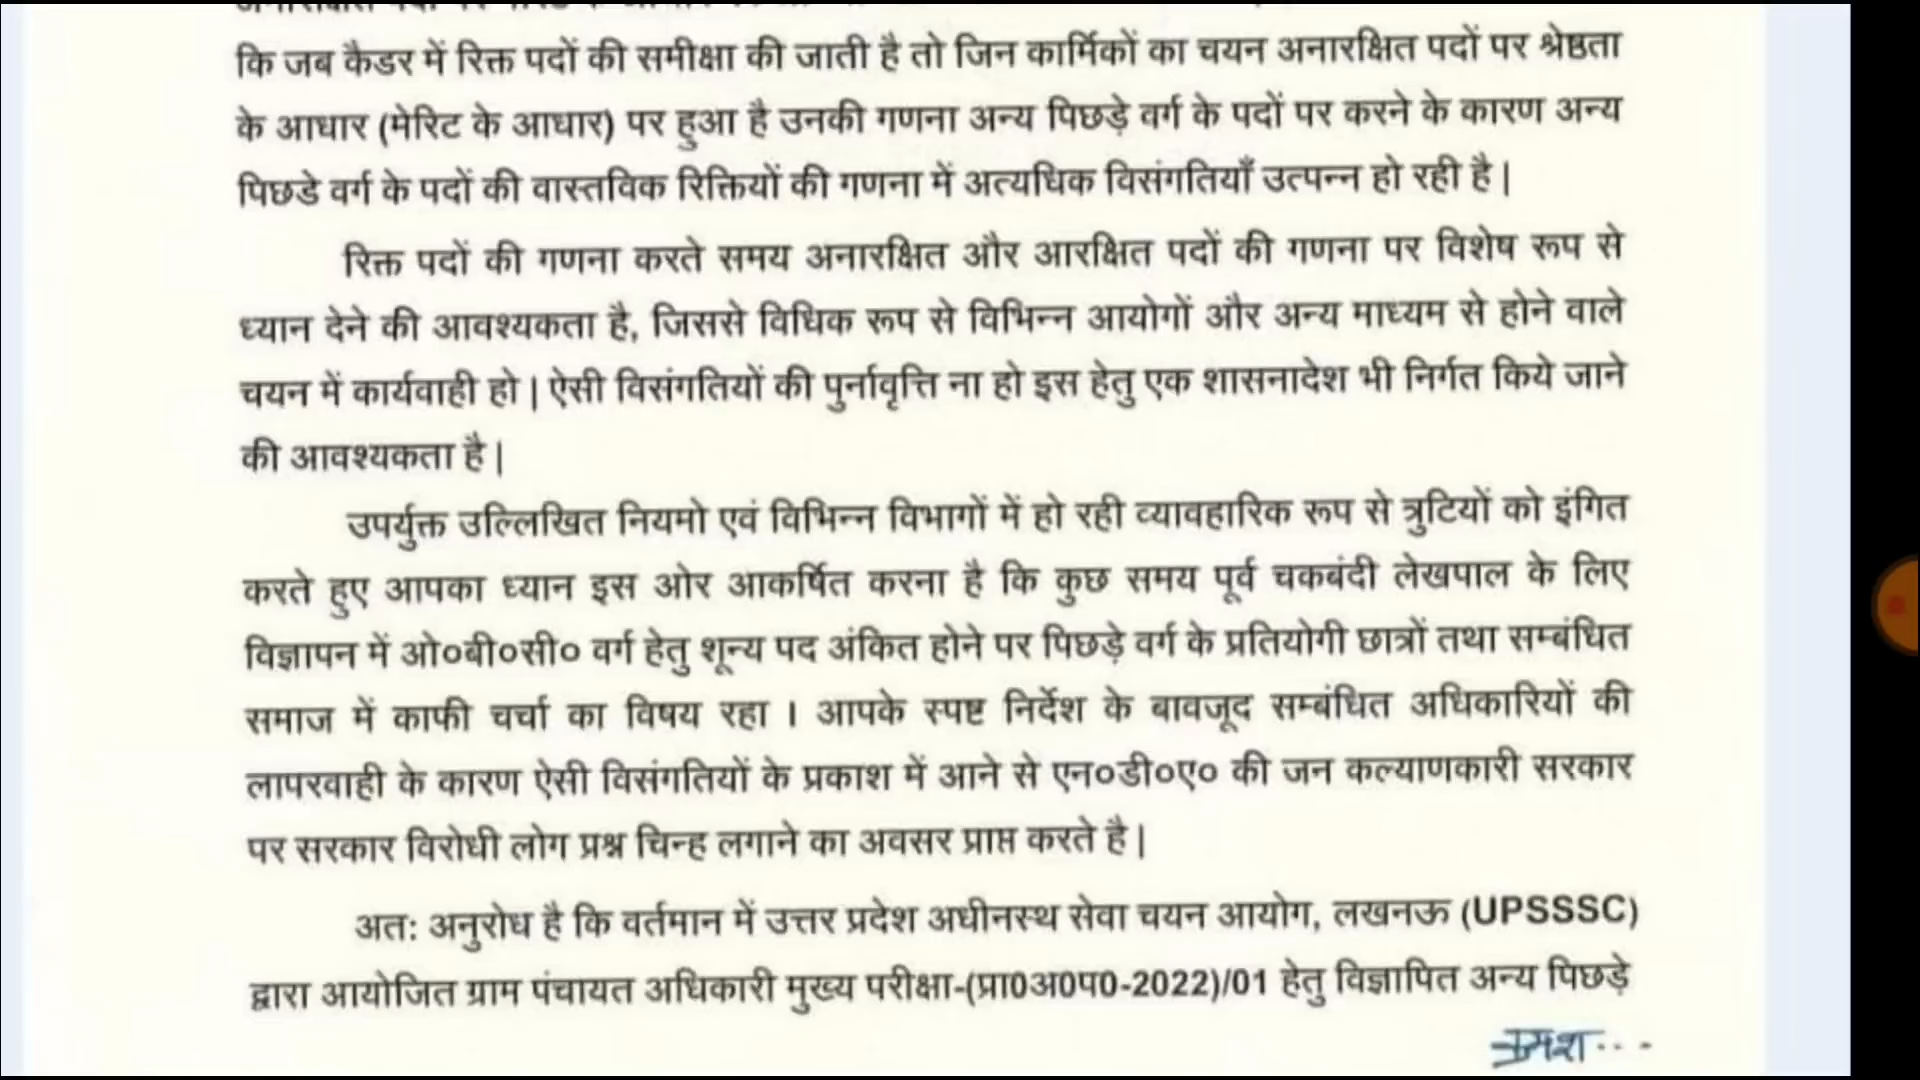 कि जब कैडर में रिक्त पदों की समीक्षा की जाती है तो जिन कार्मिकों का चयन अनारक्षित पदों पर श्रेष्ठता
के आधार (मेरिट के आधार) पर हुआ है उनकी गणना अन्य पिछड़े वर्ग के पदों पर करने के कारण अन्य
पिछडे वर्ग के पदों की वास्तविक रिक्तियों की गणना में अत्यधिक विसंगतियाँ उत्पन्न हो रही है |
रिक्त पदों की गणना करते समय अनारक्षित और आरक्षित पदों की गणना पर विशेष रूप से
ध्यान देने की आवश्यकता है, जिससे विधिक रूप से विभिन्न आयोगों और अन्य माध्यम से होने वाले
चयन में कार्यवाही हो | ऐसी विसंगतियों की पुर्नावृत्ति ना हो इस हेतु एक शासनादेश भी निर्गत किये जाने
की आवश्यकता है |
उपर्युक्त उल्लिखित नियमो एवं विभिन्न विभागों में हो रही व्यावहारिक रूप से त्रुटियों को इंगित
करते हुए आपका ध्यान इस ओर आकर्षित करना है कि कुछ समय पूर्व चकबंदी लेखपाल के लिए
विज्ञापन में ओ०बी०सी० वर्ग हेतु शून्य पद अंकित होने पर पिछड़े वर्ग के प्रतियोगी छात्रों तथा सम्बंधित
समाज में काफी चर्चा का विषय रहा । आपके स्पष्ट निर्देश के बावजूद सम्बंधित अधिकारियों की
लापरवाही के कारण ऐसी विसंगतियों के प्रकाश में आने से एन०डी०ए० की जन कल्याणकारी सरकार
पर सरकार विरोधी लोग प्रश्न चिन्ह लगाने का अवसर प्राप्त करते है |
अत: अनुरोध है कि वर्तमान में उत्तर प्रदेश अधीनस्थ सेवा चयन आयोग, लखनऊ (UPSSSC)
द्वारा आयोजित ग्राम पंचायत अधिकारी मुख्य परीक्षा-(प्रा0अ0प0-2022)/01 हेतु विज्ञापित अन्य पिछड़े
क्रमशः...